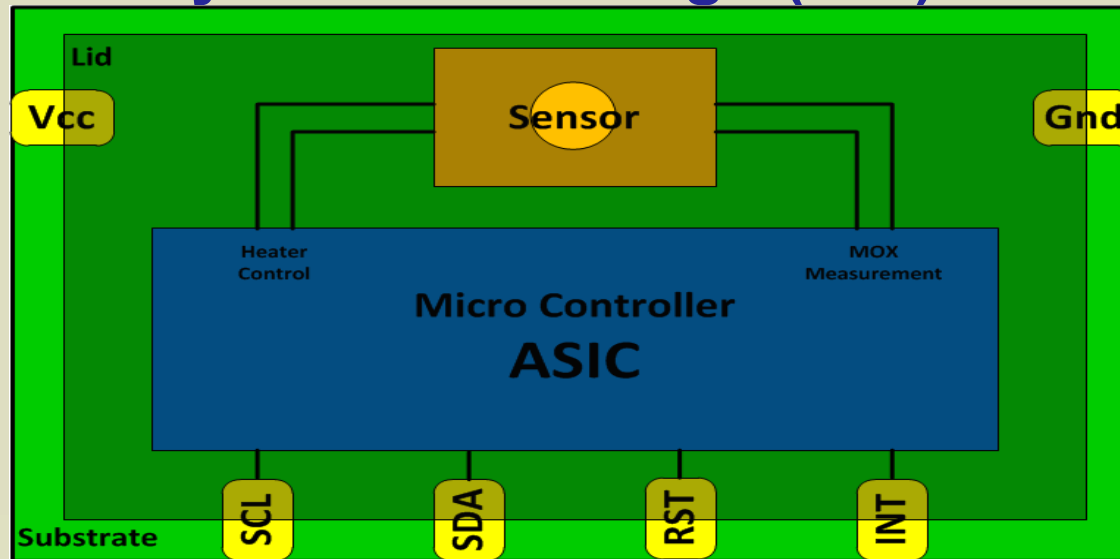 Lid
Vcc
Sensor
Gnd
Heater
Control
MOX
Measurement
Micro Controller
ASIC
SCL
SDA
RST
INT
Substrate